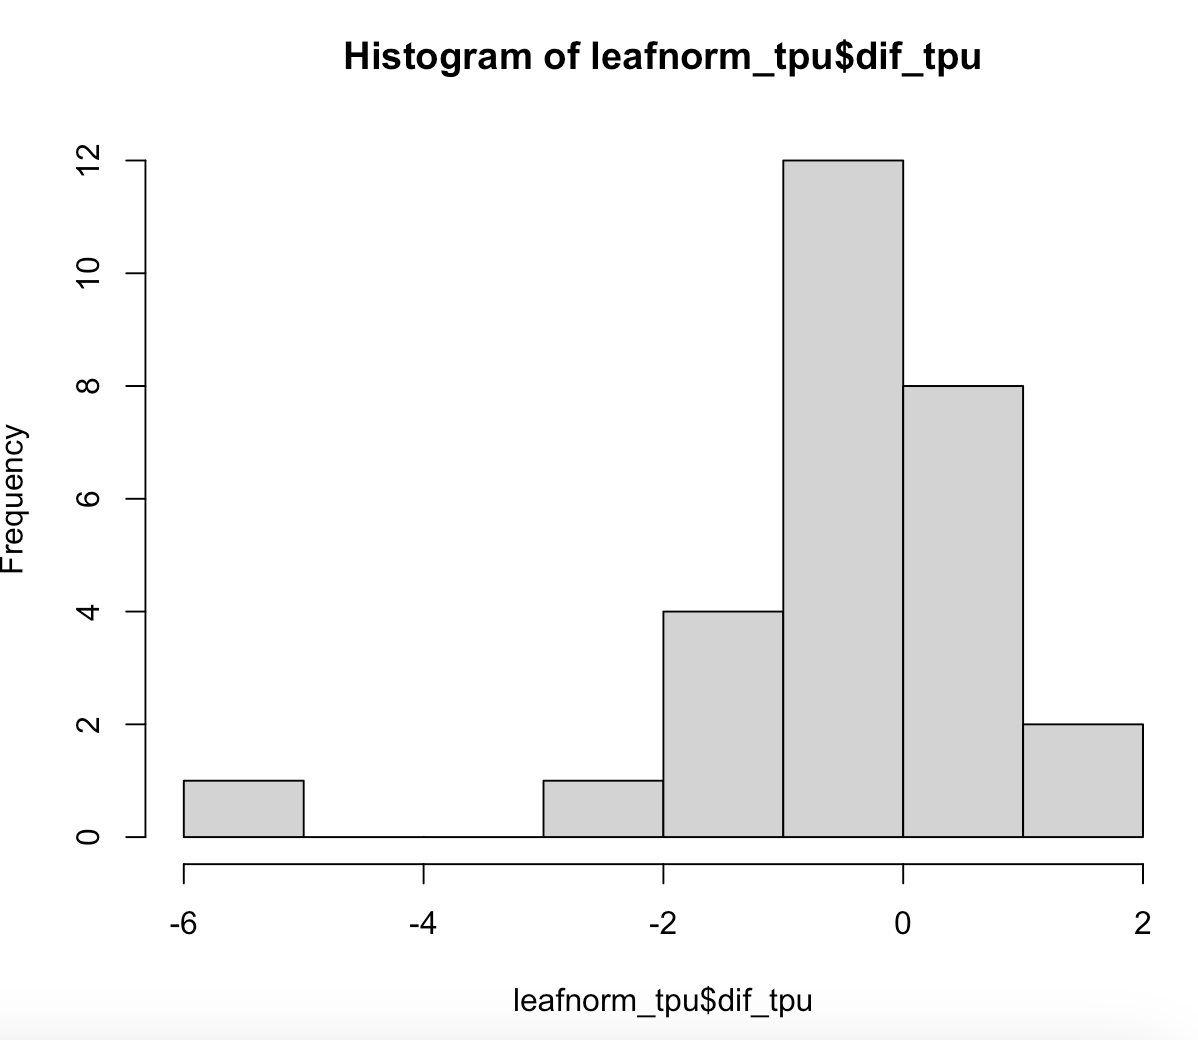 Histogram of leafnorm_tpu$dif_tpu
12
10
8
6
4
2
0
Frequency
-6 -4 -2 0 2
leafnorm_tpu$dif_tpu